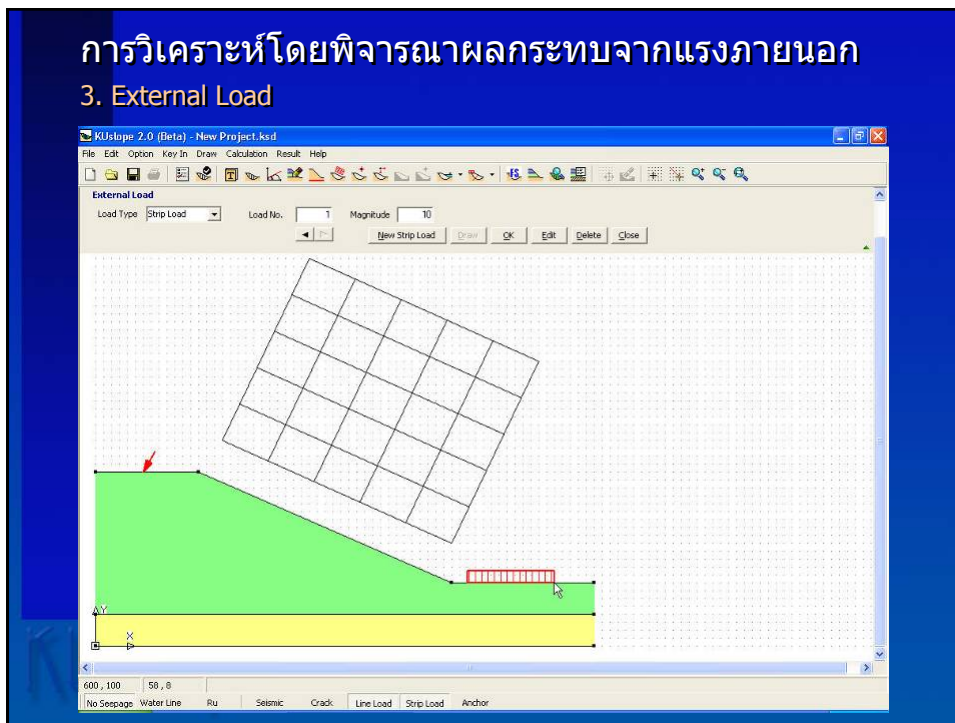 การวิเคราะห์โดยพิจารณาผลกระทบจากแรงภายนอก
3. External Load
KUslope 2.0 (Beta) - New Project.ksd
File Edit Option Key In Draw Calculation Result Help
External Load
Load Type Strip Load Load No. 1 Magnitude 10
New Strip Load Draw OK Edit Delete Close
Y
X
600 , 100 58 , 8
No Seepage Water Line Ru Seismic Crack Line Load Strip Load Anchor